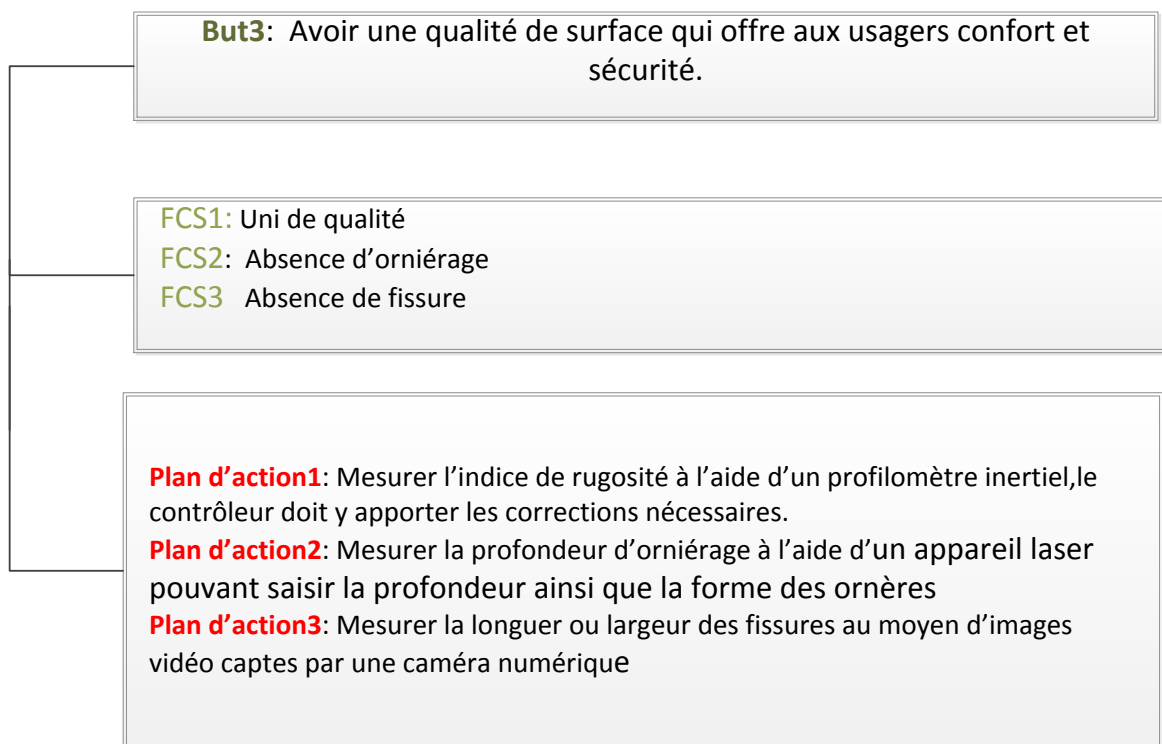 But3: Avoir une qualité de surface qui offre aux usagers confort et
sécurité.
FCS1: Uni de qualité
FCS2: Absence d’orniérage
FCS3 Absence de fissure
Plan d’action1: Mesurer l’indice de rugosité à l’aide d’un profilomètre inertiel,le
contrôleur doit y apporter les corrections nécessaires.
Plan d’action2: Mesurer la profondeur d’orniérage à l’aide d’un appareil laser
pouvant saisir la profondeur ainsi que la forme des ornères
Plan d’action3: Mesurer la longuer ou largeur des fissures au moyen d’images
vidéo captes par une caméra numérique